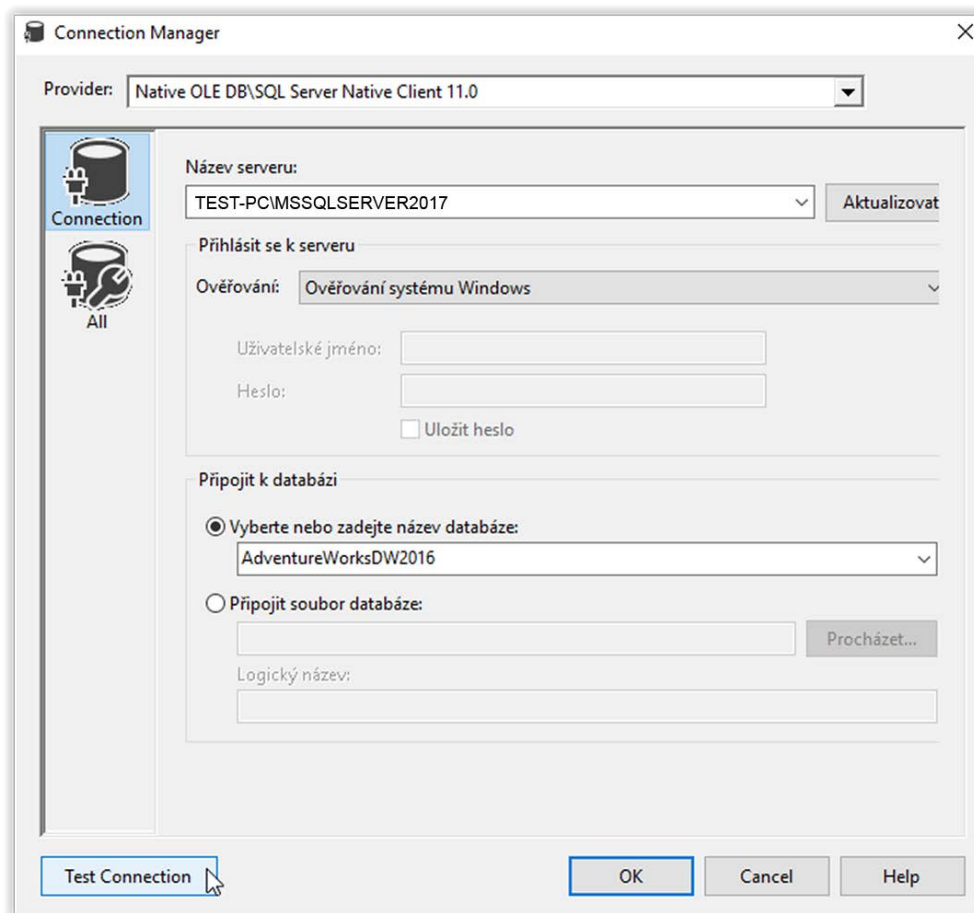 Connection Manager
Provider: Native OLE DB\SQL Server Native Client 11.0
Connection
All
Název serveru:
TEST-PC\MSSQLSERVER2017 Aktualizovat
Přihlásit se k serveru
Ověřování: Ověřování systému Windows
Uživatelské jméno:
Heslo:
Uložit heslo
Připojit k databázi
Vyberte nebo zadejte název databáze:
AdventureWorksDW2016
Připojit soubor databáze:
Procházet...
Logický název:
Test Connection OK Cancel Help